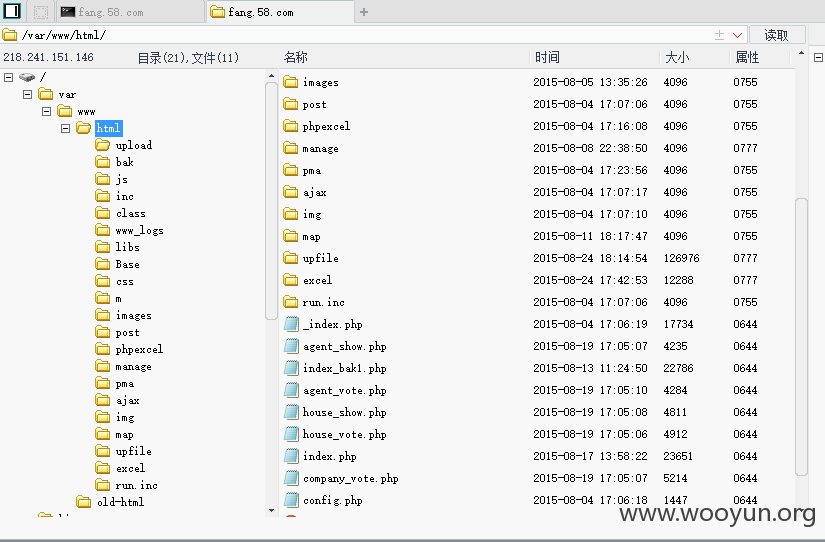 fang.58.com fang.58.com
/var/www/html/ 读取
218.241.151.146 目录(21),文件(11) 名称 时间 大小 属性
/
var
www
html
upload
bak
js
inc
class
www_logs
libs
Base
css
m
images
post
phpexcel
manage
pma
ajax
img
map
upfile
excel
run.inc
old-html
images 2015-08-05 13:35:26 4096 0755
post 2015-08-04 17:07:06 4096 0755
phpexcel 2015-08-04 17:16:08 4096 0755
manage 2015-08-08 22:38:50 4096 0777
pma 2015-08-04 17:23:56 4096 0755
ajax 2015-08-04 17:07:17 4096 0755
img 2015-08-04 17:07:10 4096 0755
map 2015-08-11 18:17:47 4096 0755
upfile 2015-08-24 18:14:54 126976 0777
excel 2015-08-24 17:42:53 12288 0777
run.inc 2015-08-04 17:07:06 4096 0755
_index.php 2015-08-04 17:06:19 17734 0644
agent_show.php 2015-08-19 17:05:07 4235 0644
index_bak1.php 2015-08-13 11:24:50 22786 0644
agent_vote.php 2015-08-19 17:05:10 4284 0644
house_show.php 2015-08-19 17:05:08 4811 0644
house_vote.php 2015-08-19 17:05:06 4912 0644
index.php 2015-08-17 13:58:22 23651 0644
company_vote.php 2015-08-19 17:05:07 5214 0644
config.php 2015-08-04 17:06:18 1447 0644
www.wooyun.org